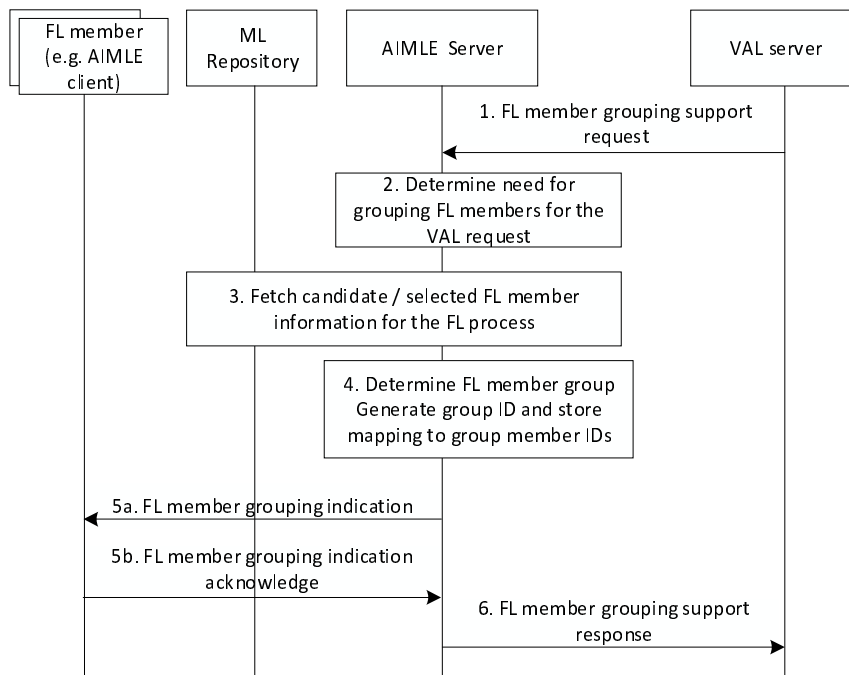 FL member
(e.g. AIMLE
client)
ML
Repository
AIMLE Server
VAL server
1. FL member grouping support
request
2. Determine need for
grouping FL members for the
VAL request
3. Fetch candidate / selected FL member
information for the FL process
4. Determine FL member group
Generate group ID and store
mapping to group member IDs
5a. FL member grouping indication
5b. FL member grouping indication
acknowledge
6. FL member grouping support
response